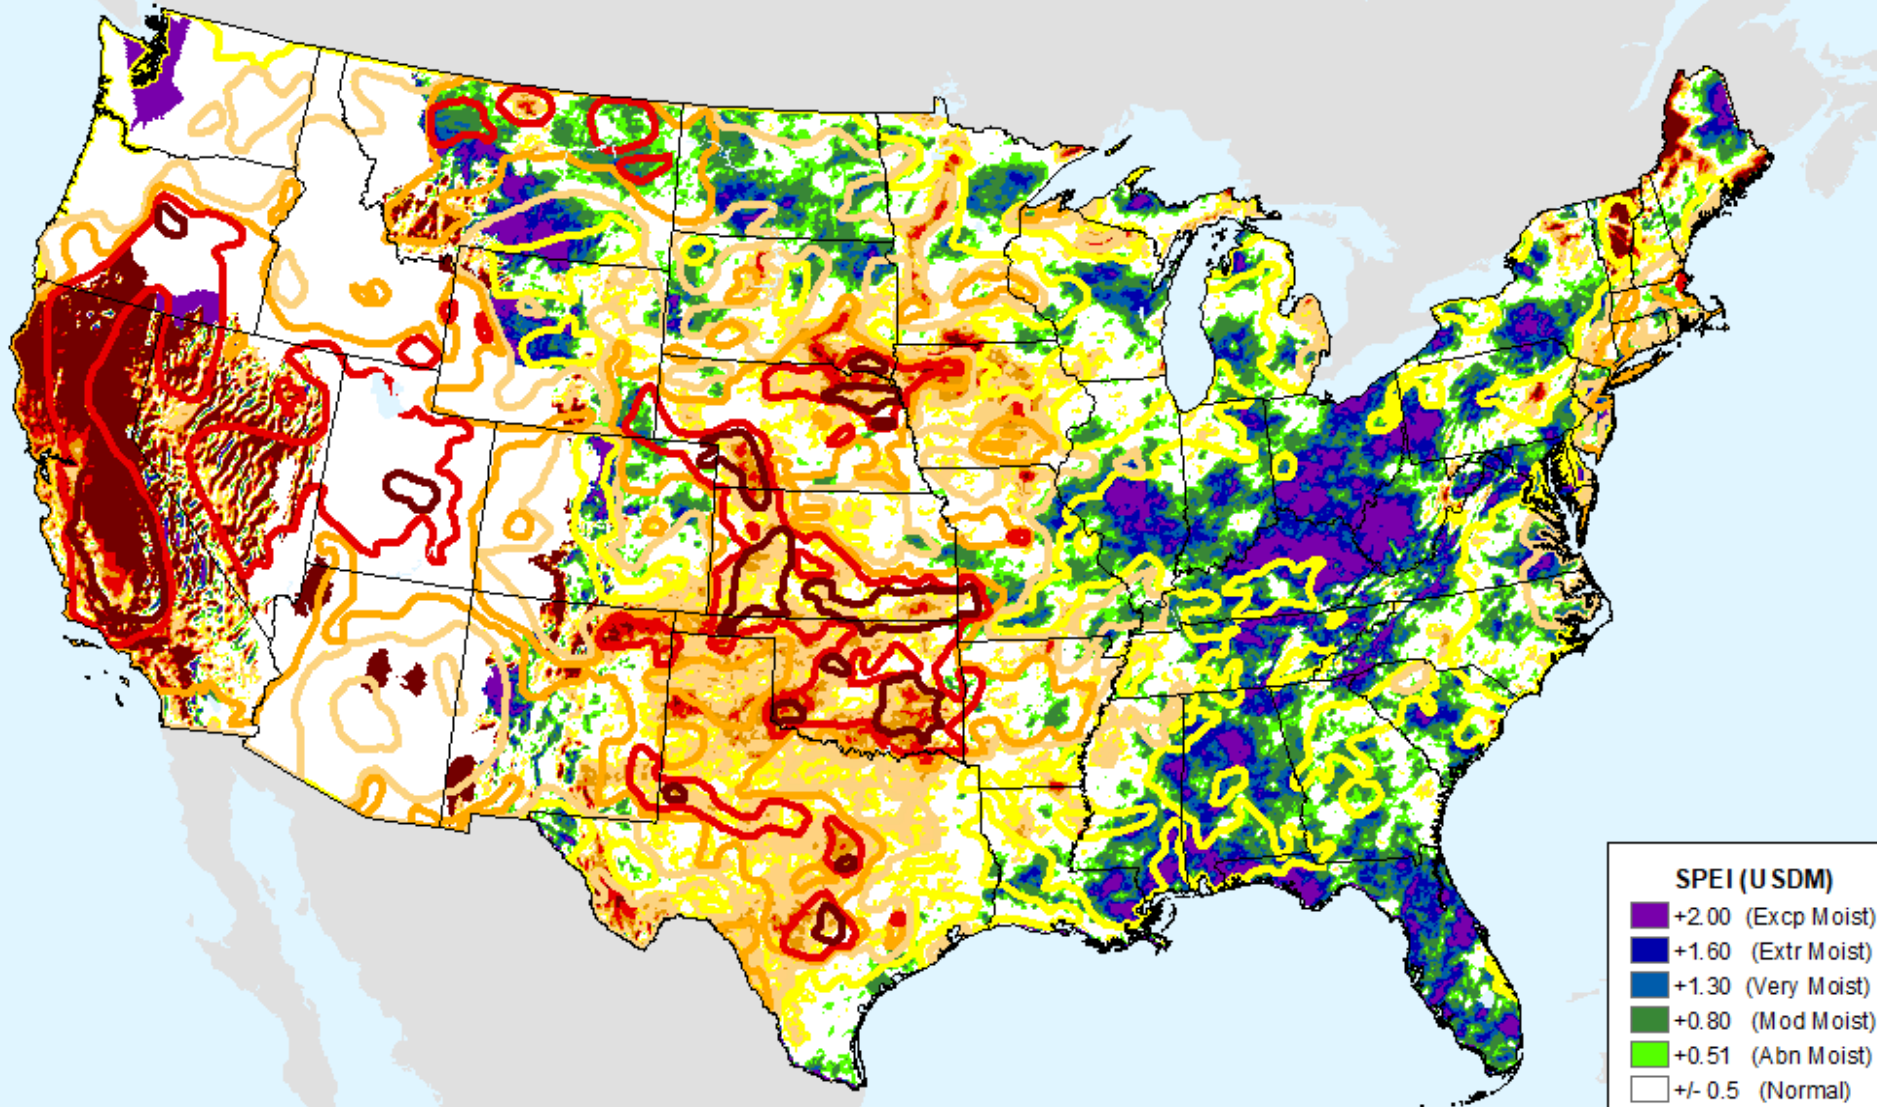 SPEI (USDM)
+2.00 (Excp Moist)
+1.60 (Extr Moist)
+1.30 (Very Moist)
+0.80 (Mod Moist)
+0.51 (Abn Moist)
+/- 0.5 (Normal)